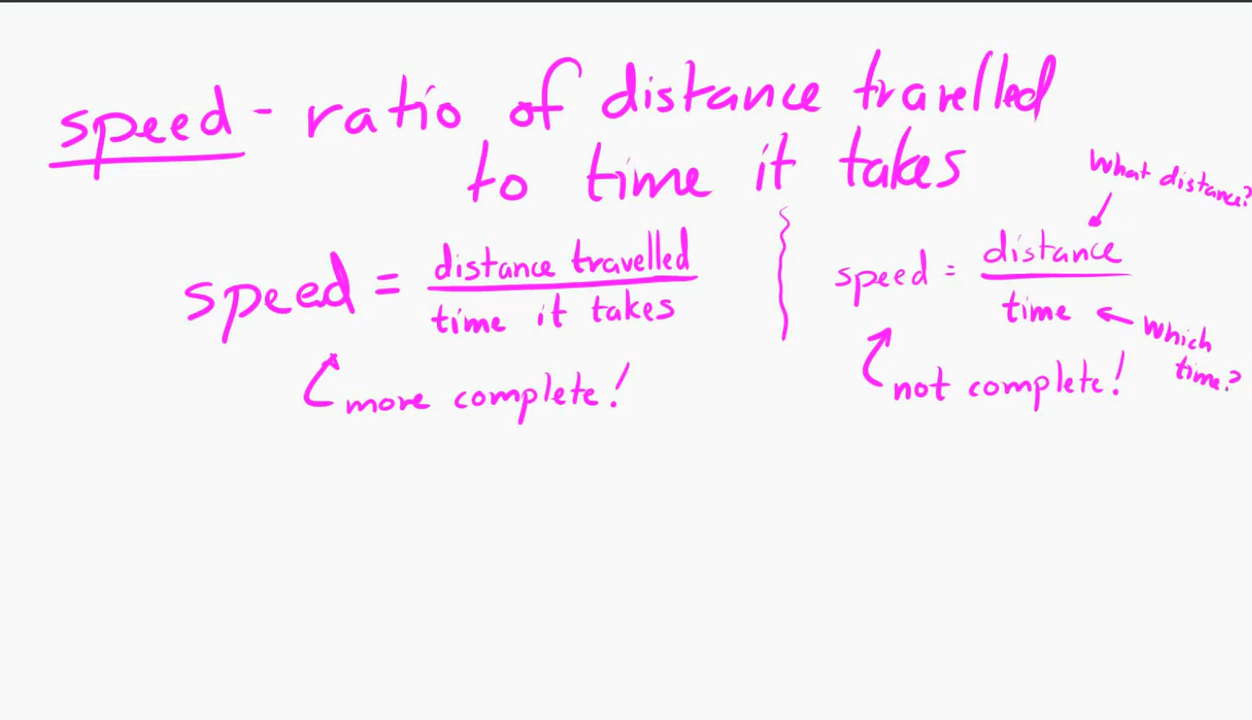 speed - ratio of distance travelled
to time it takes
speed = distance travelled
time it takes
more complete!
What distance?
speed = distance
time
which
time?
not complete!